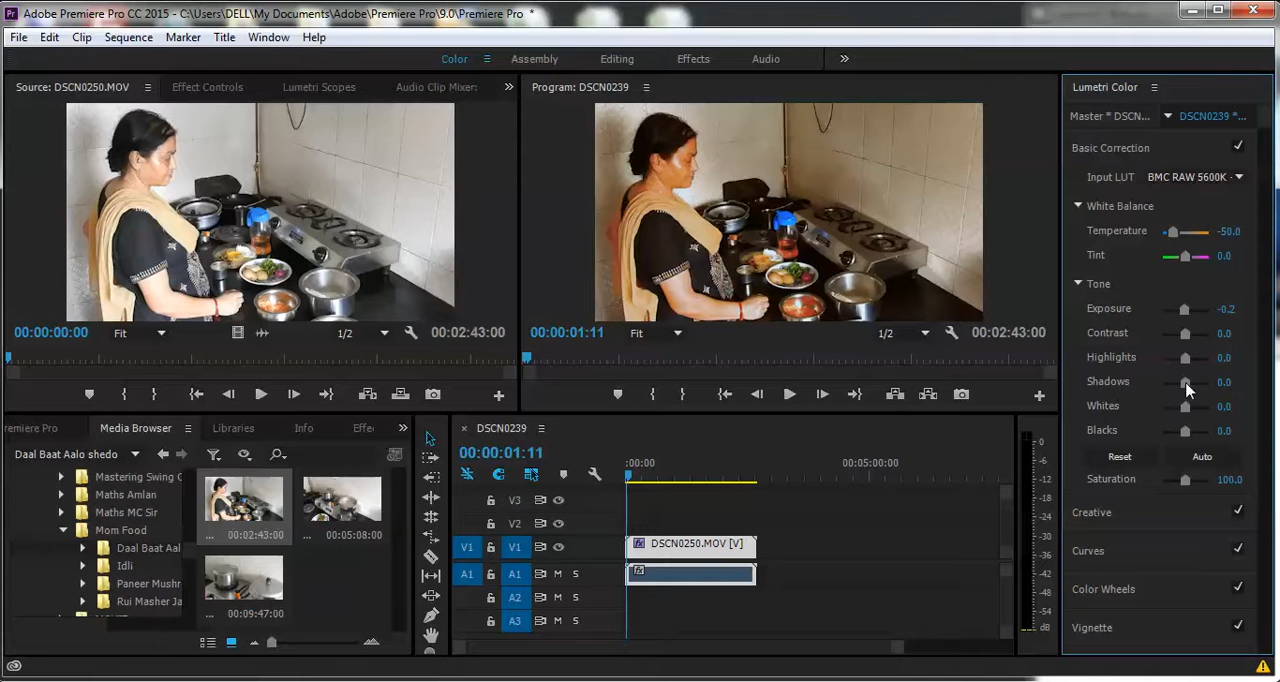 Adobe Premiere Pro CC 2015 - C:\Users\DELL\My Documents\Adobe\Premiere Pro\9.0\Premiere Pro *
File Edit Clip Sequence Marker Title Window Help
Color Assembly Editing Effects Audio
Source: DSCN0250.MOV Effect Controls Lumetri Scopes Audio Clip Mixer:
Program: DSCN0239
Lumetri Color
Master * DSCN... DSCN0239 *...
Basic Correction
Input LUT BMC RAW 5600K -
White Balance
Temperature -50.0
Tint 0.0
Tone
Exposure -0.2
Contrast 0.0
Highlights 0.0
Shadows 0.0
Whites 0.0
Blacks 0.0
Reset Auto
Saturation 100.0
Creative
Curves
Color Wheels
Vignette
00:00:00:00 Fit 1/2 00:02:43:00
00:00:01:11 Fit 1/2 00:02:43:00
remiere Pro Media Browser Libraries Info Effe
Daal Baat Aalo shedo
Mastering Swing C
Maths Amlan
Maths MC Sir
Mom Food
Daal Baat Aal
Idli
Paneer Mushr
Rui Masher Ja
... 00:02:43:00
... 00:05:08:00
... 00:09:47:00
× DSCN0239
00:00:01:11
:00:00 00:05:00:00
V3
V2
V1 V1 fx DSCN0250.MOV [V]
A1 A1 M S fx
A2 M S
A3 M S
0
-6
-12
-18
-24
-30
-36
-42
-48
-54
dB